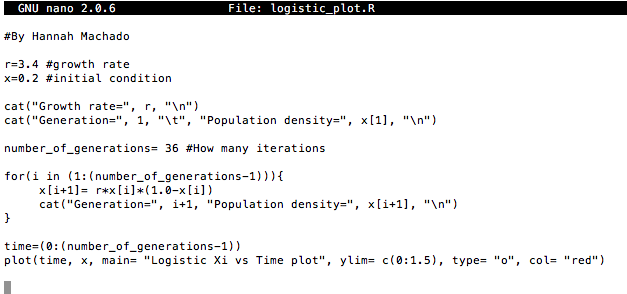 GNU nano 2.0.6 File: logistic_plot.R
#By Hannah Machado
r=3.4 #growth rate
x=0.2 #initial condition
cat("Growth rate=", r, "\n")
cat("Generation=", 1, "\t", "Population density=", x[1], "\n")
number_of_generations= 36 #How many iterations
for(i in (1:(number_of_generations-1))){
x[i+1]= r*x[i]*(1.0-x[i])
cat("Generation=", i+1, "Population density=", x[i+1], "\n")
}
time=(0:(number_of_generations-1))
plot(time, x, main= "Logistic Xi vs Time plot", ylim= c(0:1.5), type= "o", col= "red")